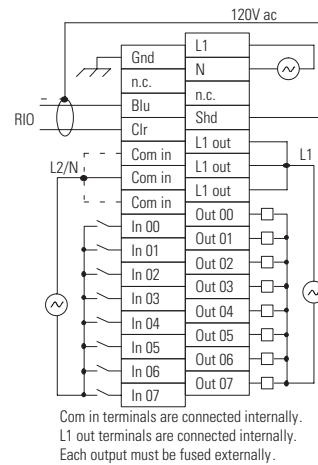 120V ac
L1
Gnd
N
n.c.
n.c.
Blu
Shd
RIO
Clr
L1 out
Com in
L1 out
L1
L2/N
Com in
L1 out
Com in
Out 00
In 00
Out 01
In 01
Out 02
In 02
Out 03
In 03
Out 04
In 04
Out 05
In 05
Out 06
In 06
Out 07
In 07
Com in terminals are connected internally.
L1 out terminals are connected internally.
Each output must be fused externally.